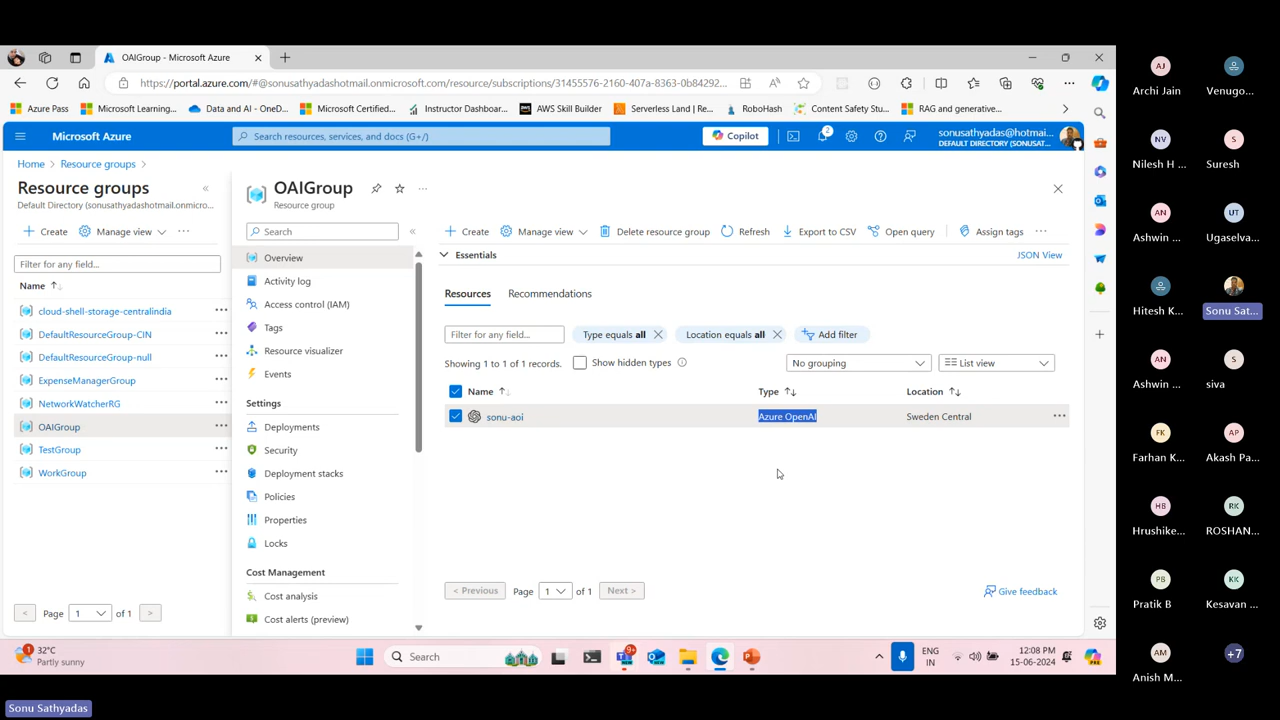 OAIGroup - Microsoft Azure
https://portal.azure.com/#@sonusathyadashotmail.onmicrosoft.com/resource/subscriptions/31455576-2160-407a-8363-0b84292...
Azure Pass
Microsoft Learning...
Data and AI - OneD...
Microsoft Certified...
Instructor Dashboar...
AWS Skill Builder
Serverless Land | Re...
RoboHash
Content Safety Stu...
RAG and generative...
Microsoft Azure
Search resources, services, and docs (G+/)
Copilot
2
sonusathyadas@hotmai...
DEFAULT DIRECTORY (SONUSAT...
Home > Resource groups >
Resource groups
Default Directory (sonusathyadashotmail.onmicro...
Create
Manage view
...
Filter for any field...
Name
cloud-shell-storage-centralindia
DefaultResourceGroup-CIN
DefaultResourceGroup-null
ExpenseManagerGroup
NetworkWatcherRG
OAIGroup
TestGroup
WorkGroup
< Page 1 of 1 >
OAIGroup
Resource group
Search
Overview
Activity log
Access control (IAM)
Tags
Resource visualizer
Events
Settings
Deployments
Security
Deployment stacks
Policies
Properties
Locks
Cost Management
Cost analysis
Cost alerts (preview)
Create
Manage view
Delete resource group
Refresh
Export to CSV
Open query
Assign tags
...
Essentials
JSON View
Resources
Recommendations
Filter for any field...
Type equals all
Location equals all
Add filter
Showing 1 to 1 of 1 records.
Show hidden types
No grouping
List view
Name
Type
Location
sonu-aoi
Azure OpenAI
Sweden Central
...
< Previous
Page 1 of 1
Next >
Give feedback
1
32°C
Partly sunny
Search
9+
ENG
IN
12:08 PM
15-06-2024
Sonu Sathyadas
AJ
Archi Jain
Venugo...
NV
Nilesh H ...
S
Suresh
AN
Ashwin ...
UT
Ugaselva...
Hitesh K...
Sonu Sat...
AN
Ashwin ...
S
siva
FK
Farhan K...
AP
Akash Pa...
HB
Hrushike...
RK
ROSHAN...
PB
Pratik B
KK
Kesavan ...
AM
Anish M...
+7